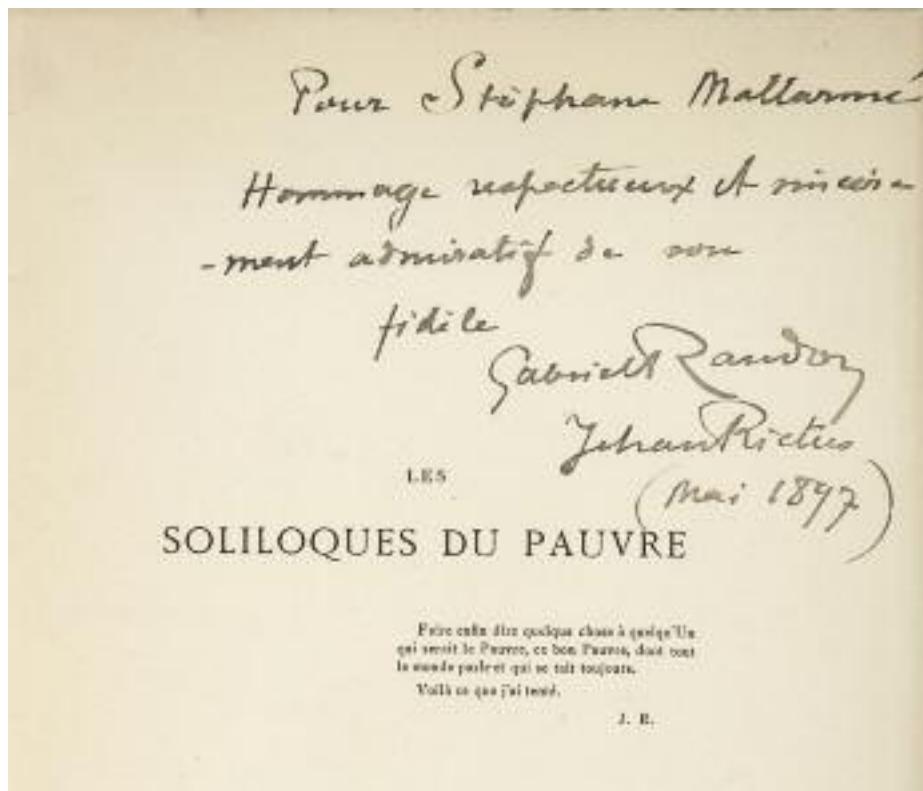 Pour Stéphane Mallarmé
Hommage respectueux et sincère
-ment admiratif de son
fidèle
Gabriel Randon
Jehan Rictus
(Mai 1897)
LES
SOLILOQUES DU PAUVRE
Faire enfin dire quelque chose à quelqu'Un
qui serait le Pauvre, ce bon Pauvre, dont tout
le monde parle et qui se tait toujours.
Voilà ce que j'ai tenté.
J. R.